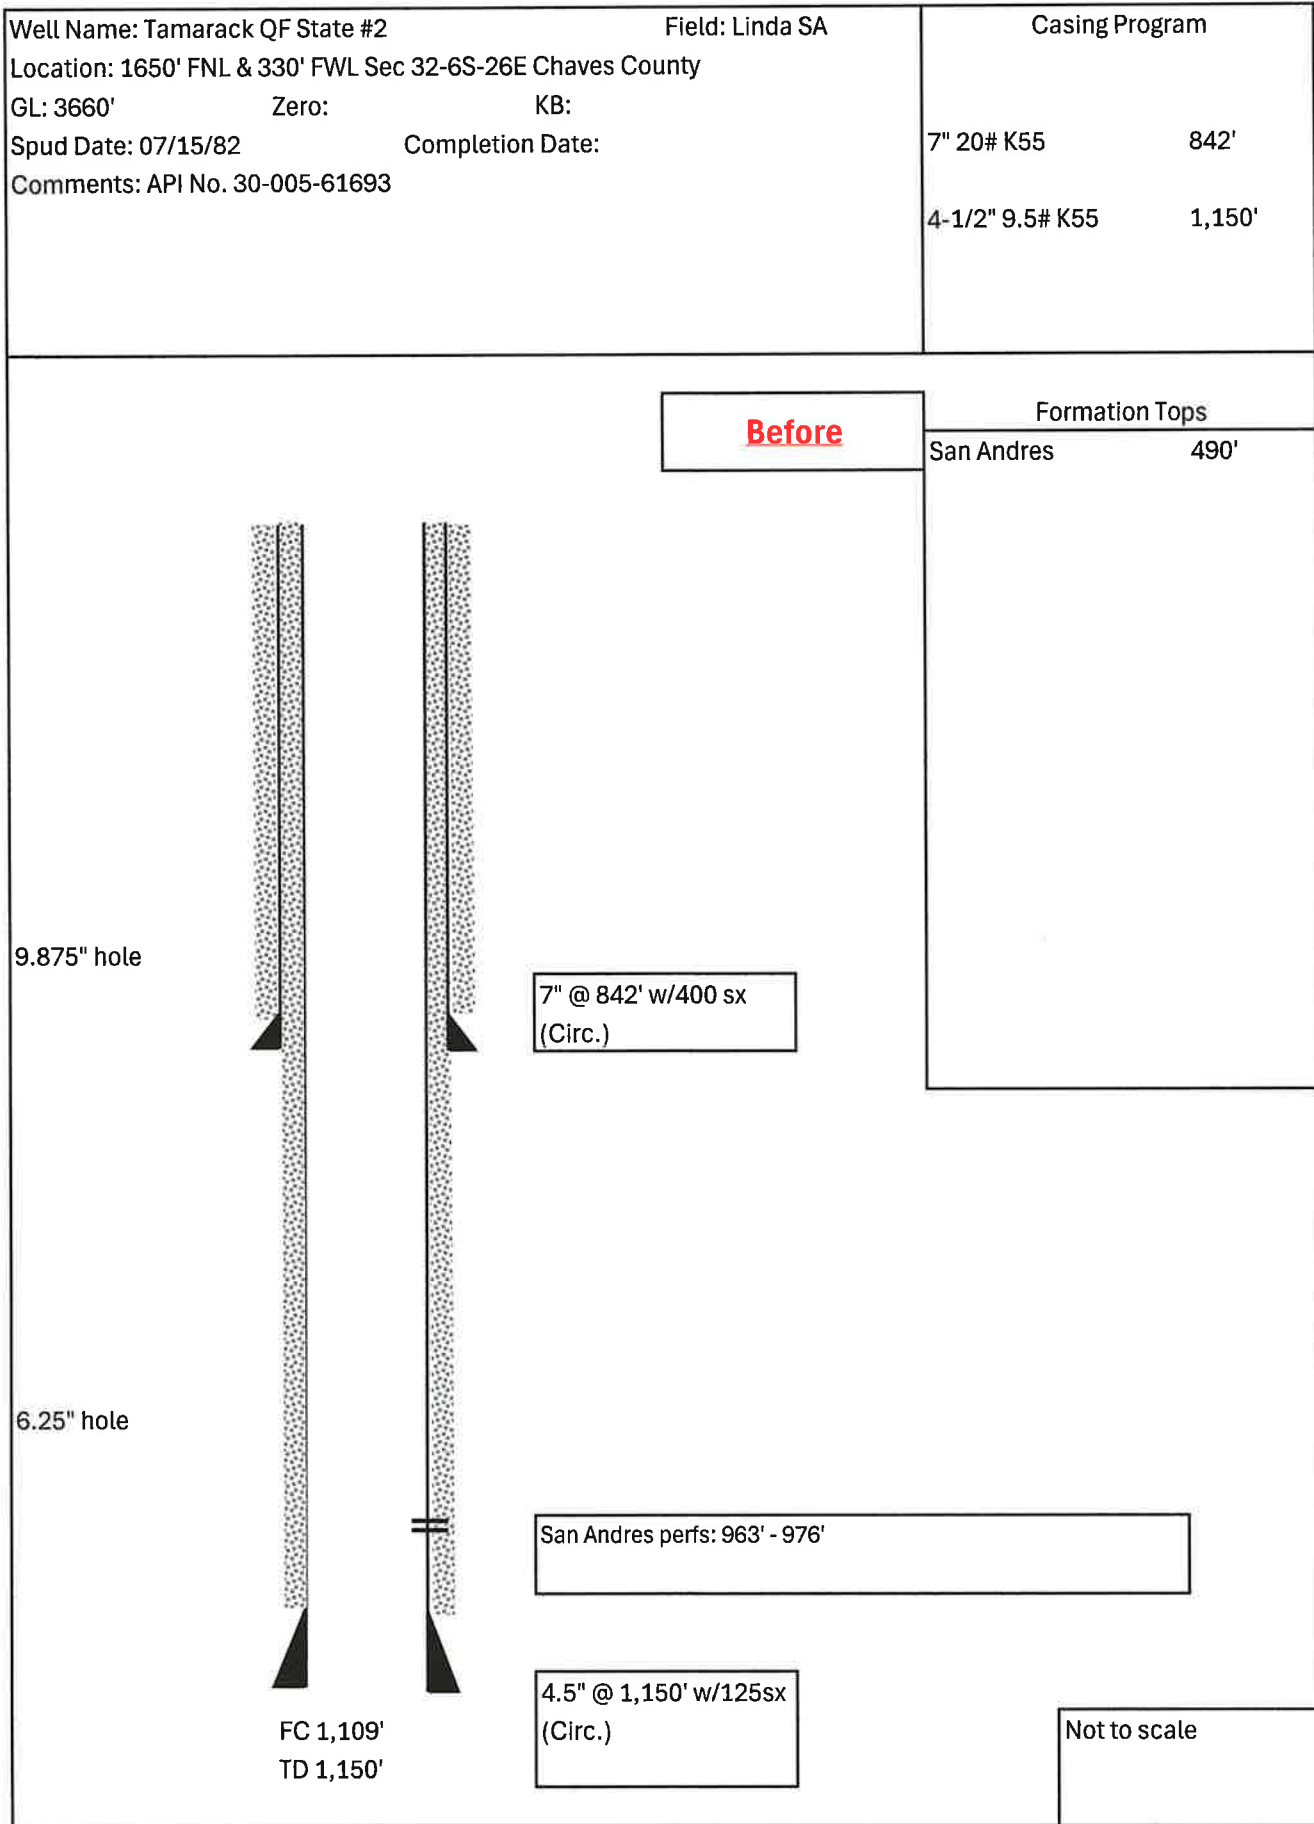 Well Name: Tamarack QF State #2 Field: Linda SA
Location: 1650' FNL & 330' FWL Sec 32-6S-26E Chaves County
GL: 3660' Zero: KB:
Spud Date: 07/15/82 Completion Date:
Comments: API No. 30-005-61693
Casing Program
7" 20# K55 842'
4-1/2" 9.5# K55 1,150'
Before
Formation Tops
San Andres 490'
9.875" hole
7" @ 842' w/400 sx
(Circ.)
6.25" hole
San Andres perfs: 963' - 976'
4.5" @ 1,150' w/125sx
(Circ.)
FC 1,109'
TD 1,150'
Not to scale